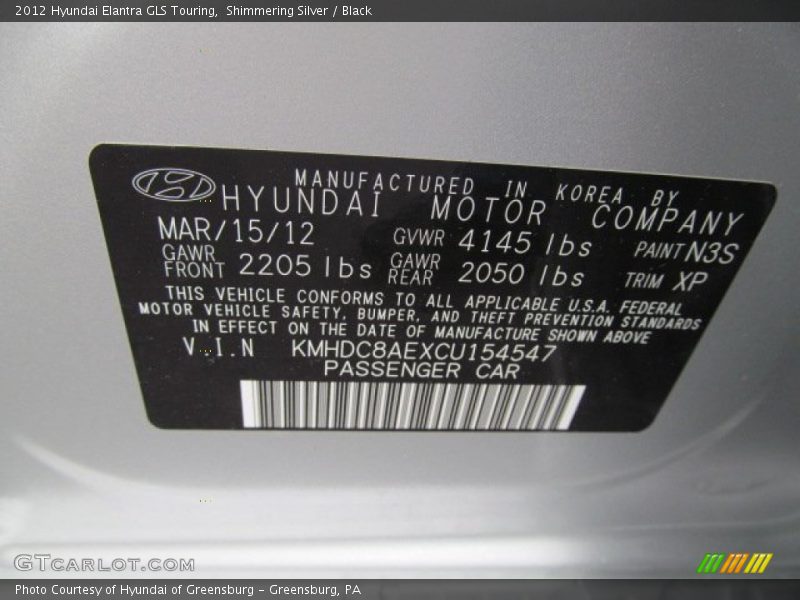 2012 Hyundai Elantra GLS Touring,  Shimmering Silver / Black
MANUFACTURED IN KOREA BY
HYUNDAI MOTOR COMPANY
MAR/15/12 GVWR 4145 lbs PAINT N3S
GAWR FRONT 2205 lbs GAWR REAR 2050 lbs TRIM XP
THIS VEHICLE CONFORMS TO ALL APPLICABLE U.S.A. FEDERAL
MOTOR VEHICLE SAFETY, BUMPER, AND THEFT PREVENTION STANDARDS
IN EFFECT ON THE DATE OF MANUFACTURE SHOWN ABOVE
V.I.N KMHDC8AEXCU154547
PASSENGER CAR
GTCARLOT.COM
Photo Courtesy of Hyundai of Greensburg - Greensburg, PA